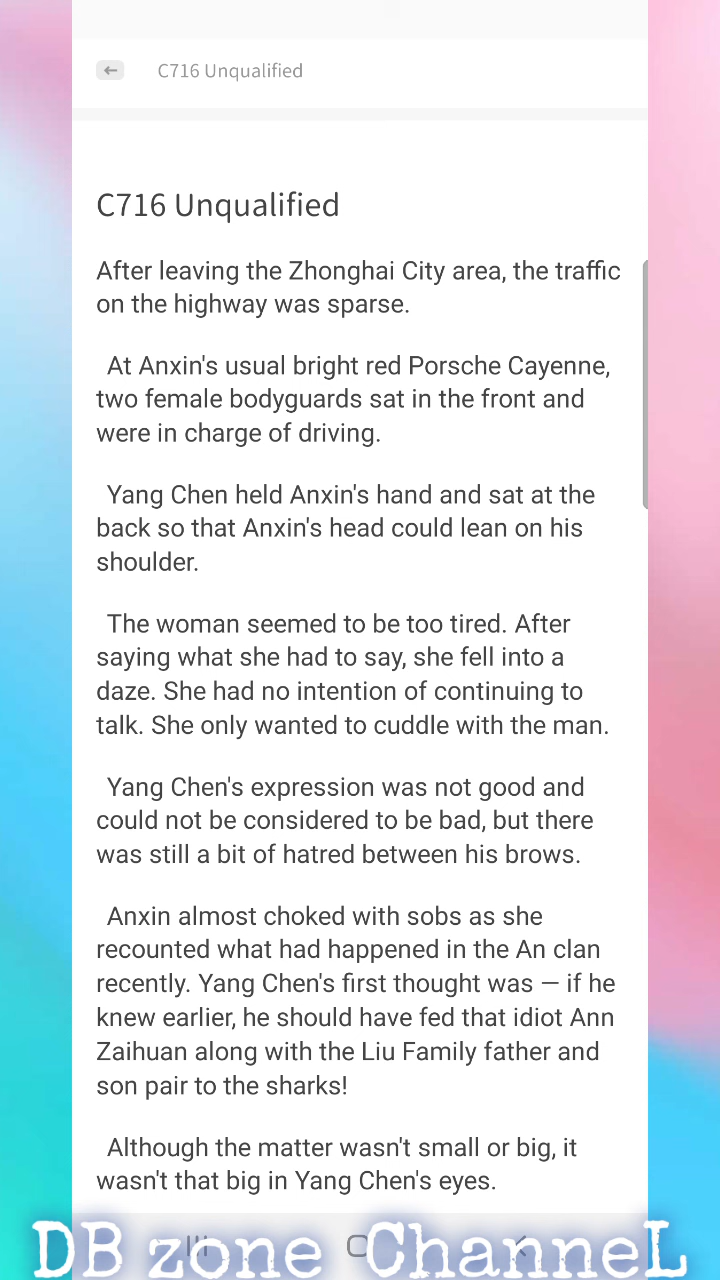 C716 Unqualified
C716 Unqualified
After leaving the Zhonghai City area, the traffic
on the highway was sparse.
At Anxin's usual bright red Porsche Cayenne,
two female bodyguards sat in the front and
were in charge of driving.
Yang Chen held Anxin's hand and sat at the
back so that Anxin's head could lean on his
shoulder.
The woman seemed to be too tired. After
saying what she had to say, she fell into a
daze. She had no intention of continuing to
talk. She only wanted to cuddle with the man.
Yang Chen's expression was not good and
could not be considered to be bad, but there
was still a bit of hatred between his brows.
Anxin almost choked with sobs as she
recounted what had happened in the An clan
recently. Yang Chen's first thought was — if he
knew earlier, he should have fed that idiot Ann
Zaihuan along with the Liu Family father and
son pair to the sharks!
Although the matter wasn't small or big, it
wasn't that big in Yang Chen's eyes.
DB zone ChanneL